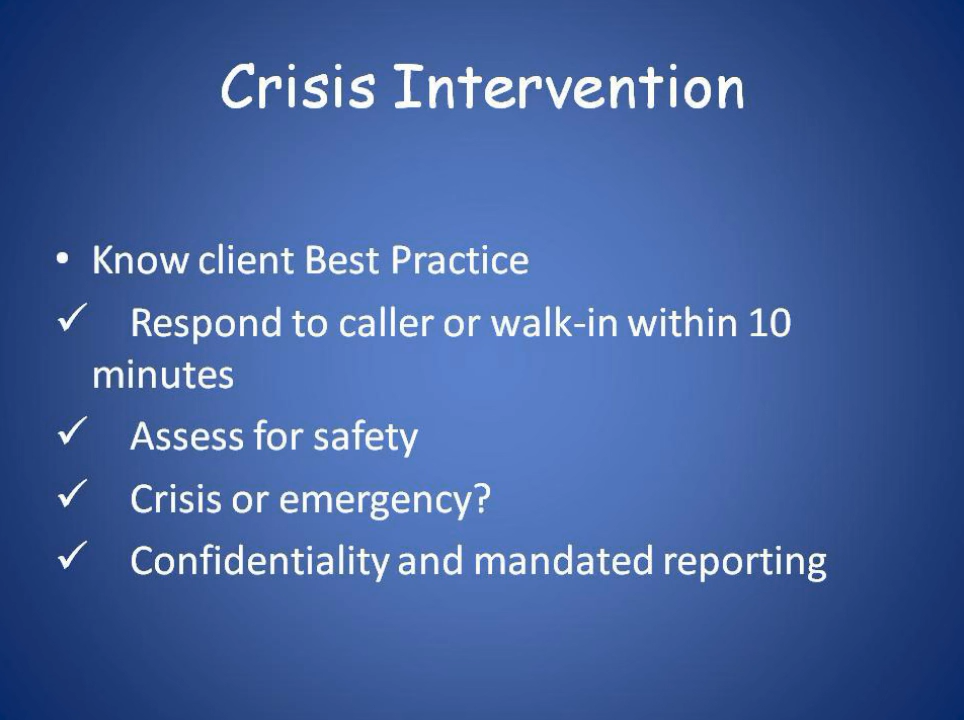 Crisis Intervention
• Know client Best Practice
✓ Respond to caller or walk-in within 10
minutes
✓ Assess for safety
✓ Crisis or emergency?
✓ Confidentiality and mandated reporting